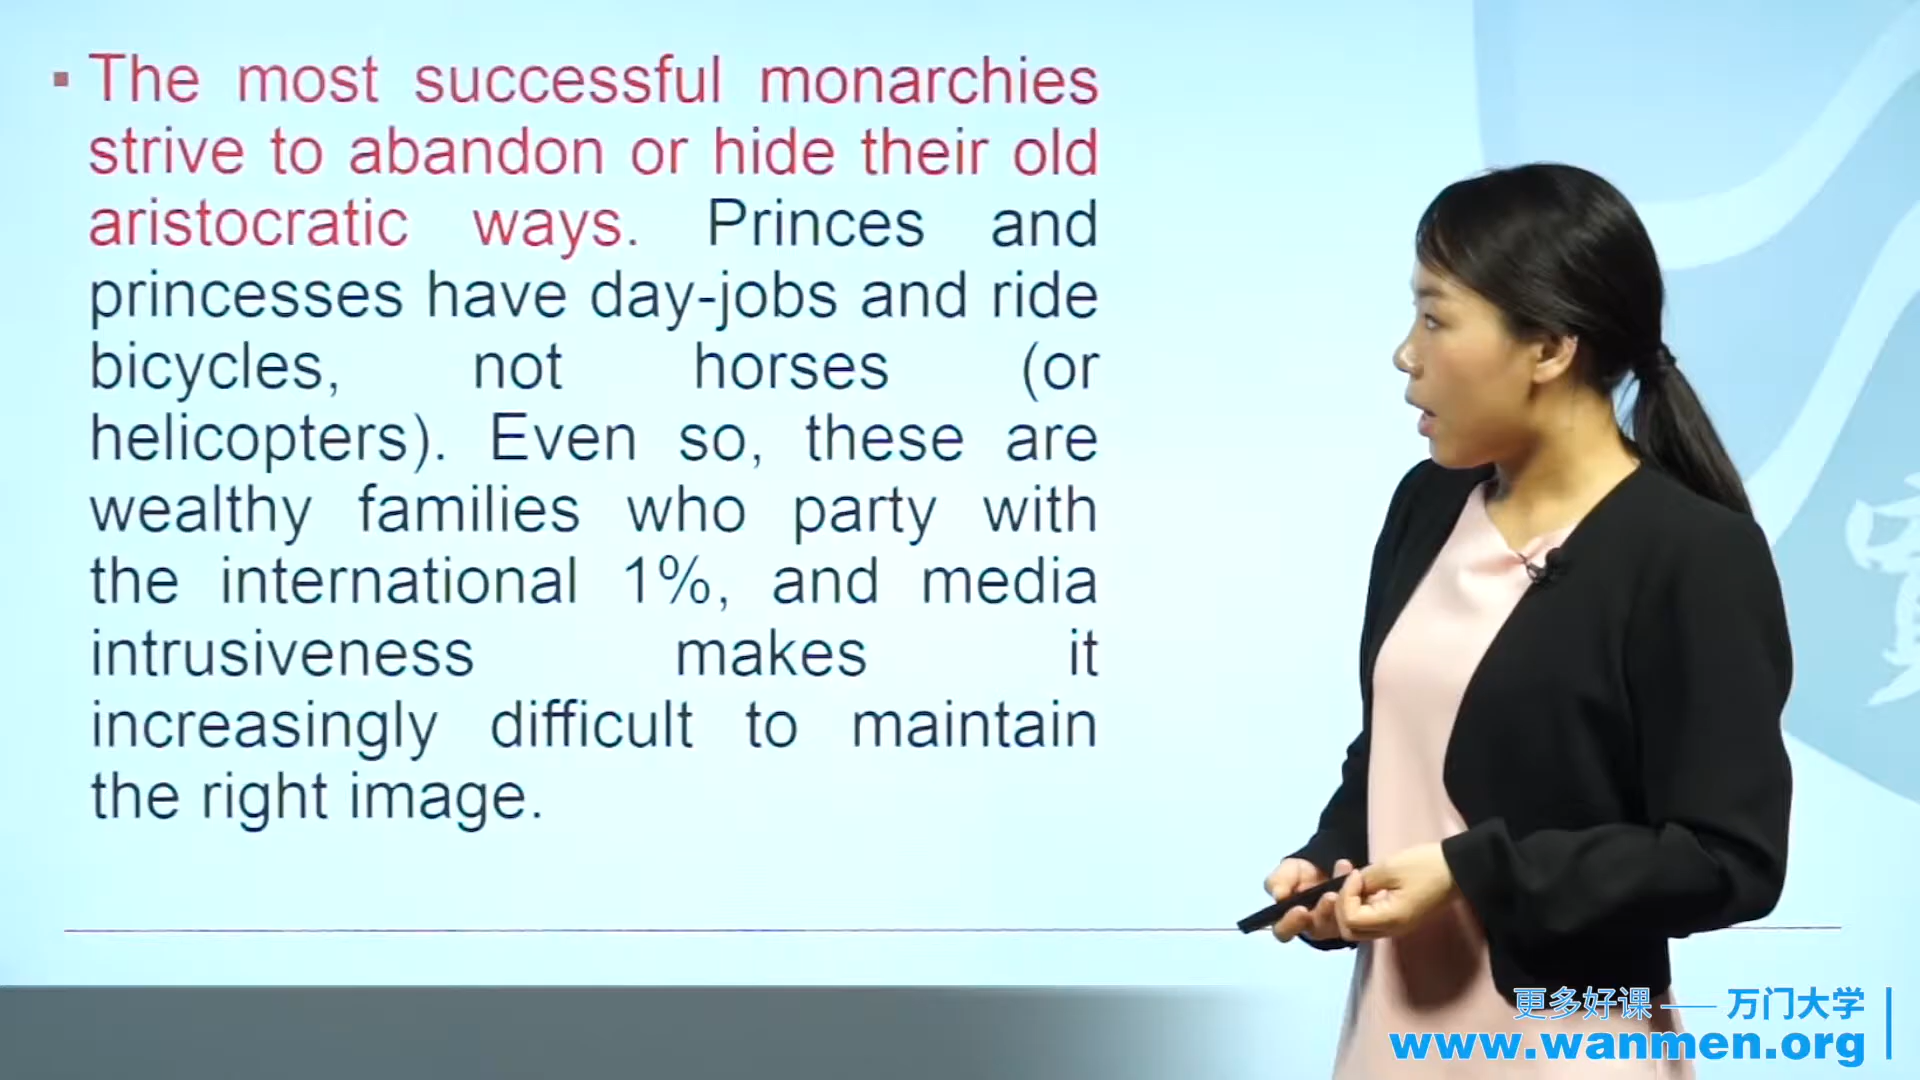 The most successful monarchies
strive to abandon or hide their old
aristocratic ways. Princes and
princesses have day-jobs and ride
bicycles, not horses (or
helicopters). Even so, these are
wealthy families who party with
the international 1%, and media
intrusiveness makes it
increasingly difficult to maintain
the right image.
更多好课 —— 万门大学
www.wanmen.org